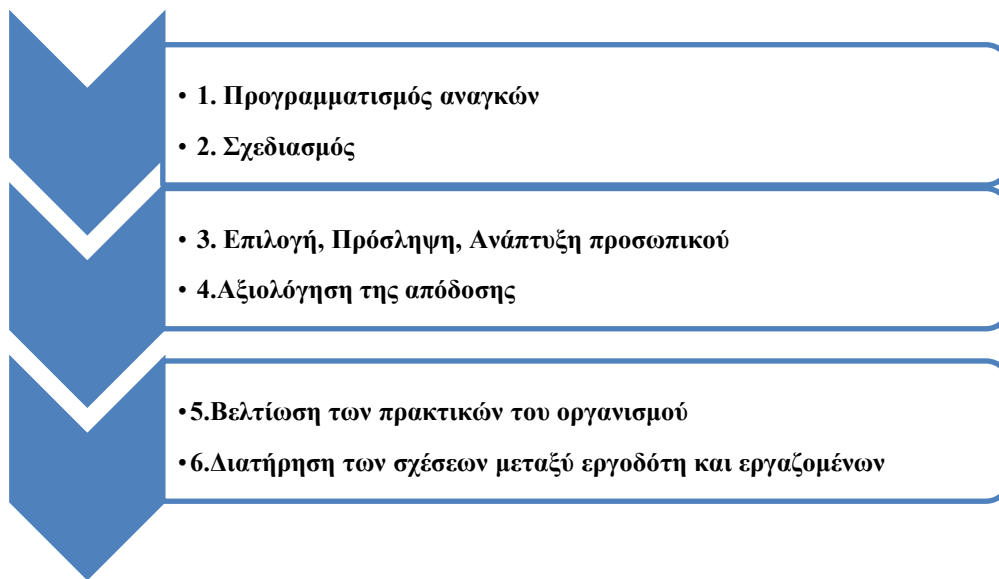 • 1. Προγραμματισμός αναγκών
• 2. Σχεδιασμός
• 3. Επιλογή, Πρόσληψη, Ανάπτυξη προσωπικού
• 4.Αξιολόγηση της απόδοσης
•5.Βελτίωση των πρακτικών του οργανισμού
•6.Διατήρηση των σχέσεων μεταξύ εργοδότη και εργαζομένων